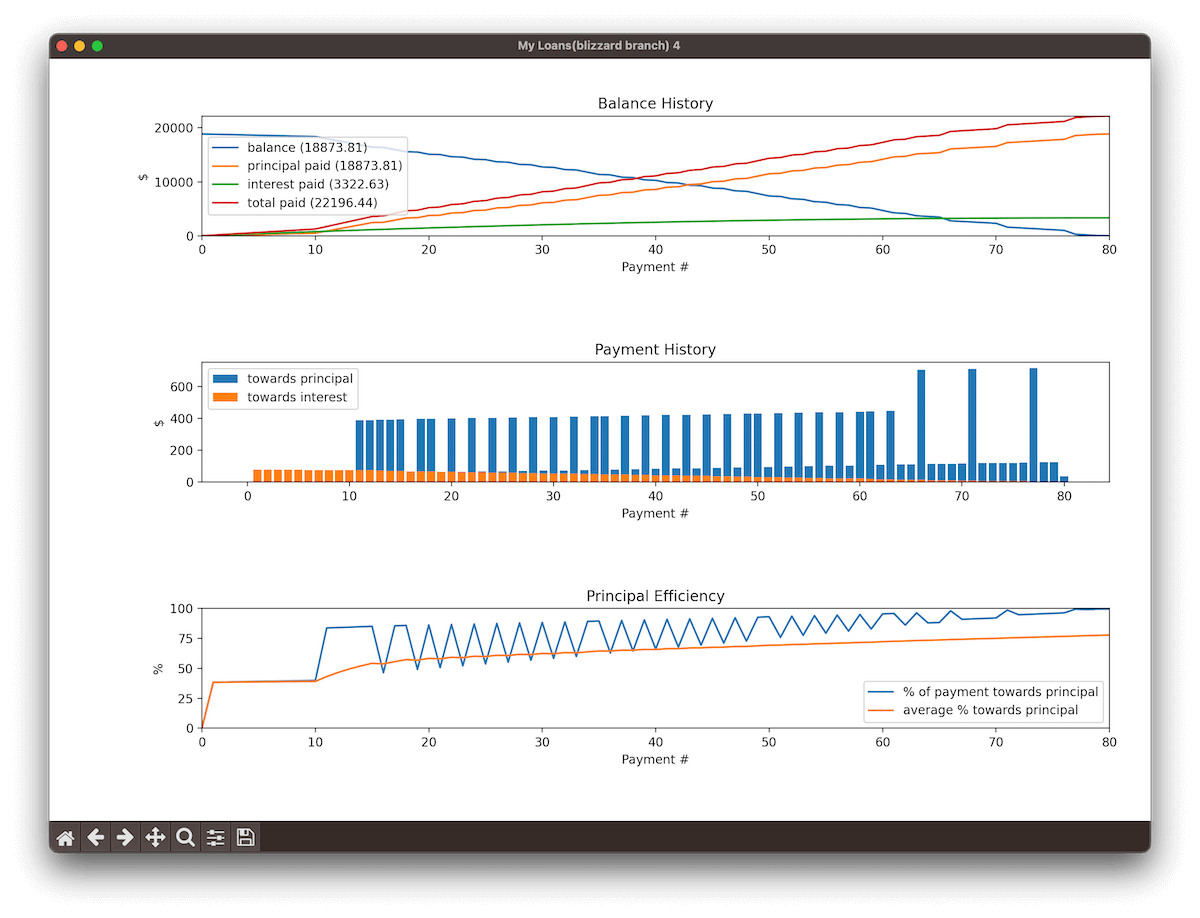 My Loans(blizzard branch) 4
Balance History
20000
10000
0
$
balance (18873.81)
principal paid (18873.81)
interest paid (3322.63)
total paid (22196.44)
0 10 20 30 40 50 60 70 80
Payment #
Payment History
600
400
200
0
$
towards principal
towards interest
0 10 20 30 40 50 60 70 80
Payment #
Principal Efficiency
100
75
50
25
0
%
% of payment towards principal
average % towards principal
0 10 20 30 40 50 60 70 80
Payment #